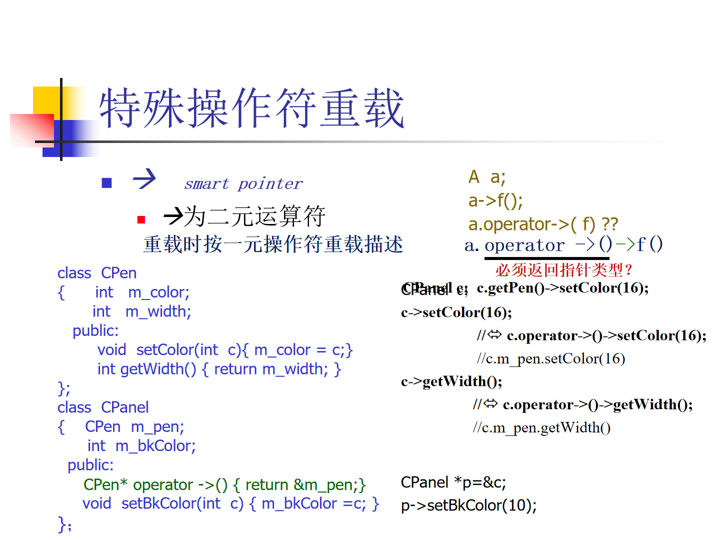 特殊操作符重载
→ smart pointer
→为二元运算符
重载时按一元操作符重载描述
A a;
a->f();
a.operator->( f) ??
a.operator ->()->f()
必须返回指针类型?
class CPen
{ int m_color;
int m_width;
public:
void setColor(int c){ m_color = c;}
int getWidth() { return m_width; }
};
class CPanel
{ CPen m_pen;
int m_bkColor;
public:
CPen* operator ->() { return &m_pen;}
void setBkColor(int c) { m_bkColor =c; }
};
CPanel c; c.getPen()->setColor(16);
c->setColor(16);
//⇔ c.operator->()->setColor(16);
//c.m_pen.setColor(16)
c->getWidth();
//⇔ c.operator->()->getWidth();
//c.m_pen.getWidth()
CPanel *p=&c;
p->setBkColor(10);